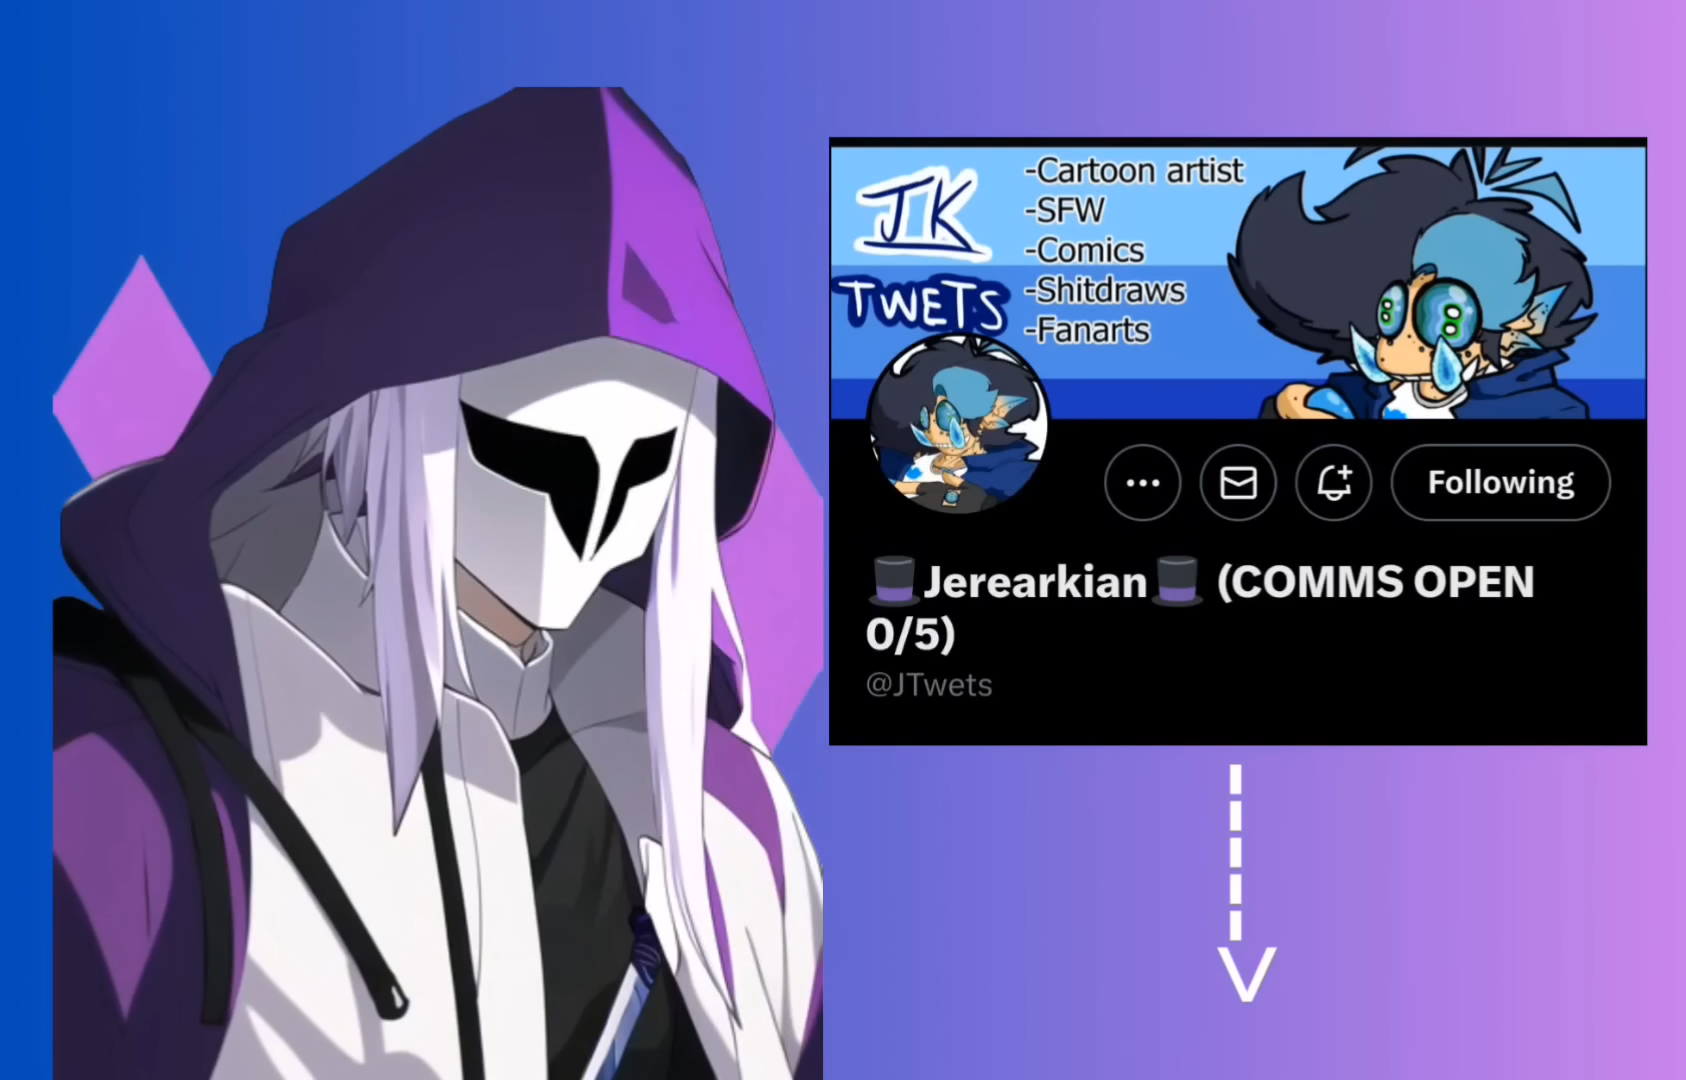 JK
TWETS
-Cartoon artist
-SFW
-Comics
-Shitdraws
-Fanarts
Following
🎩Jerearkian🎩 (COMMS OPEN
0/5)
@JTwets